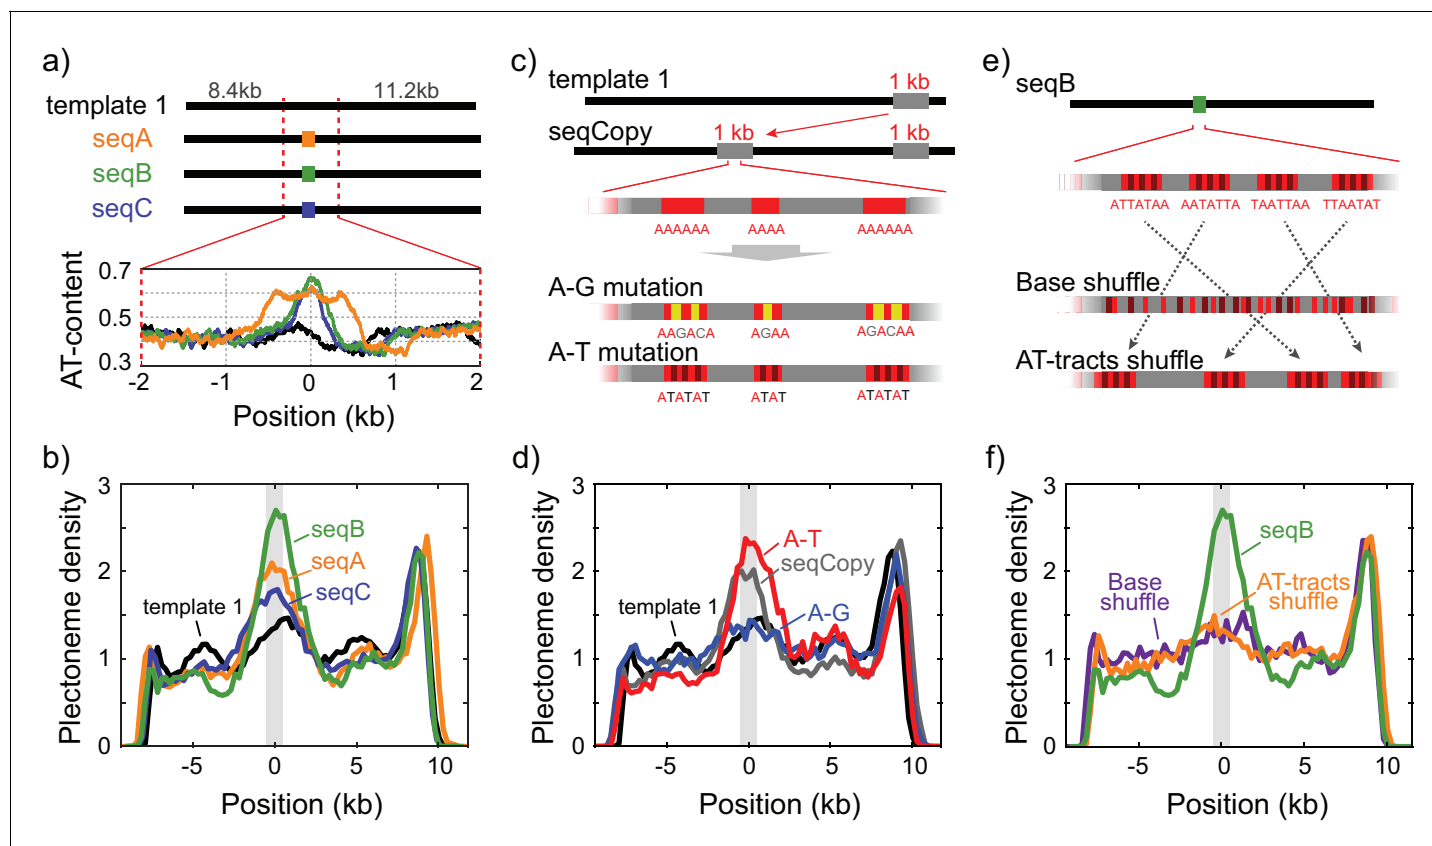 a)
8.4kb 11.2kb
template 1
seqA
seqB
seqC
0.7
0.5
0.3
AT-content
-2 -1 0 1 2
Position (kb)
b)
3
2
1
0
Plectoneme density
seqB
seqA
seqC
template 1
-5 0 5 10
Position (kb)
c)
template 1
1 kb
seqCopy
1 kb 1 kb
AAAAAA AAAA AAAAAA
A-G mutation
AAGACA AGAA AGACAA
A-T mutation
ATATAT ATAT ATATAT
d)
3
2
1
0
Plectoneme density
A-T
seqCopy
template 1
A-G
-5 0 5 10
Position (kb)
e)
seqB
ATTATAA AATATTA TAATTAA TTAATAT
Base shuffle
AT-tracts shuffle
f)
3
2
1
0
Plectoneme density
seqB
Base
shuffle
AT-tracts
shuffle
-5 0 5 10
Position (kb)